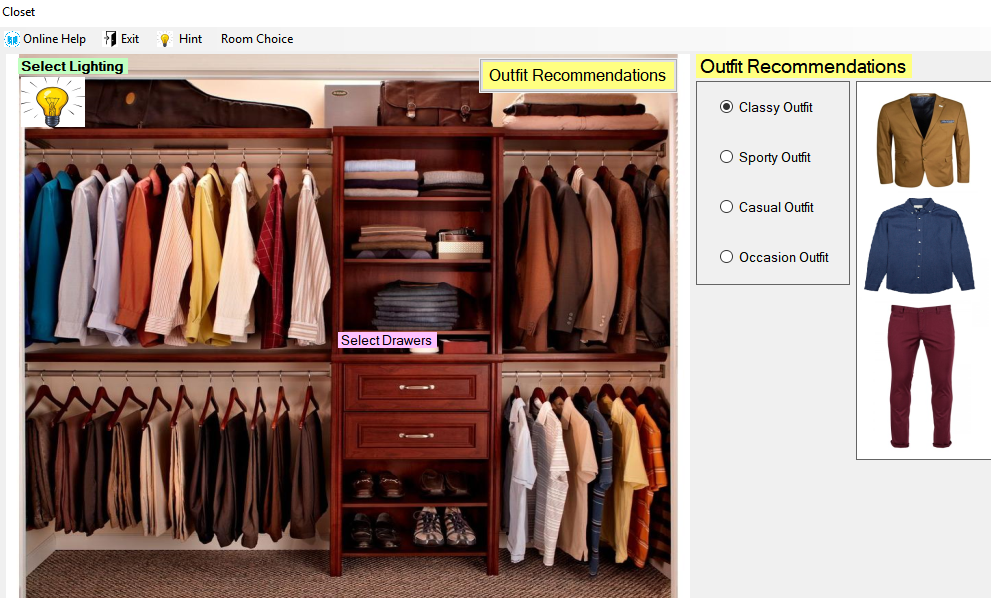 Closet
Online Help Exit Hint Room Choice
Select Lighting
Outfit Recommendations
Outfit Recommendations
Classy Outfit
Sporty Outfit
Casual Outfit
Occasion Outfit
Select Drawers